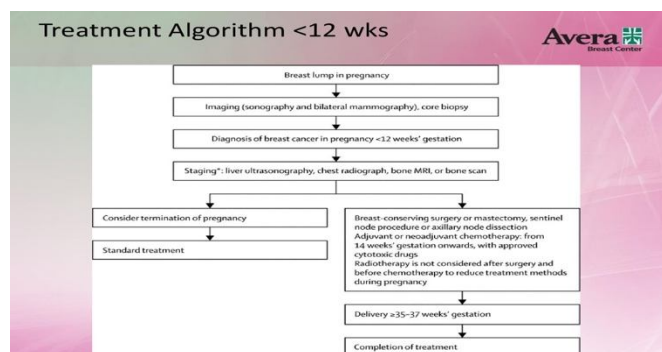 Treatment Algorithm <12 wks
Avera
Breast Center
Breast lump in pregnancy
Imaging (sonography and bilateral mammography), core biopsy
Diagnosis of breast cancer in pregnancy <12 weeks' gestation
Staging*: liver ultrasonography, chest radiograph, bone MRI, or bone scan
Consider termination of pregnancy
Standard treatment
Breast-conserving surgery or mastectomy, sentinel
node procedure or axillary node dissection
Adjuvant or neoadjuvant chemotherapy: from
14 weeks' gestation onwards, with approved
cytotoxic drugs
Radiotherapy is not considered after surgery and
before chemotherapy to reduce treatment methods
during pregnancy
Delivery ≥35–37 weeks' gestation
Completion of treatment